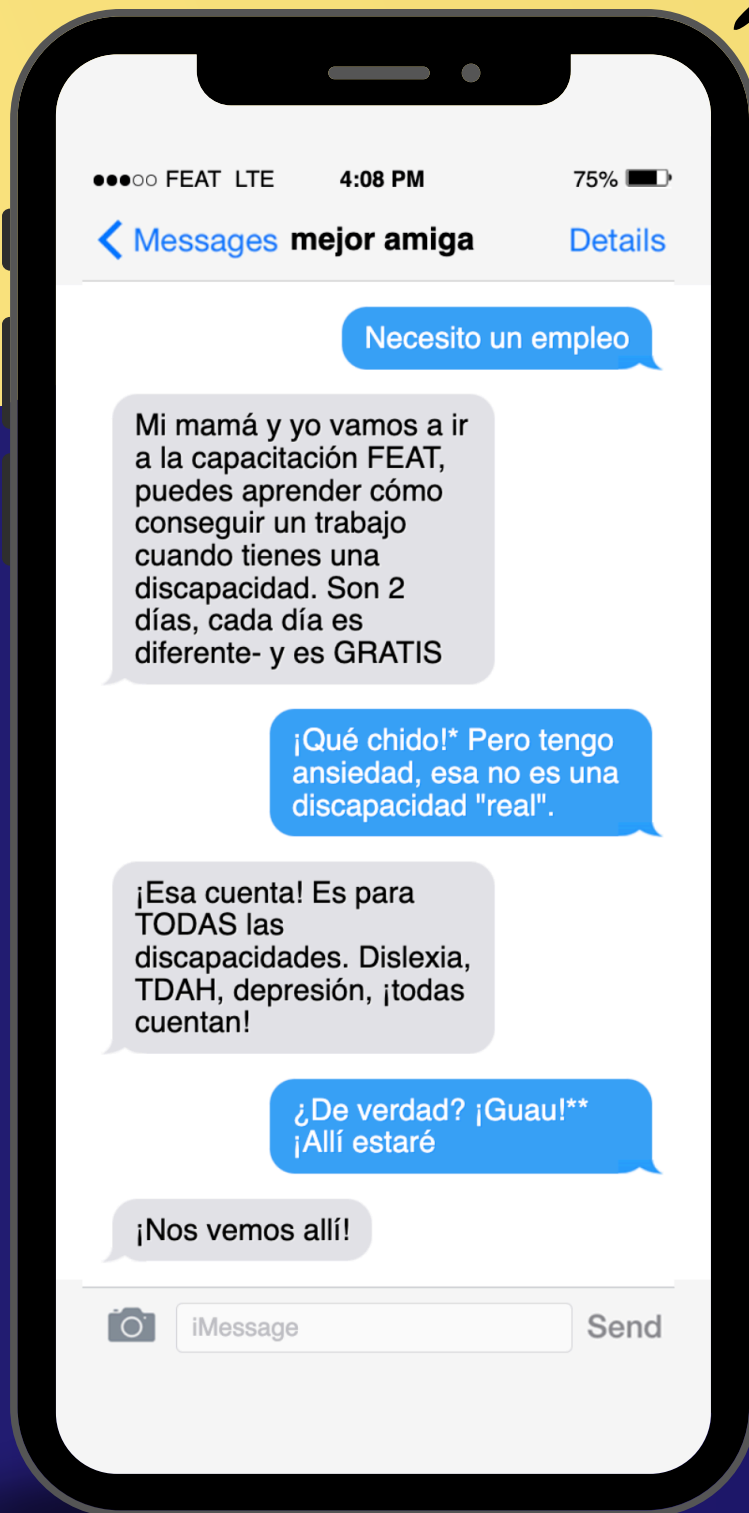 ●●●○○ FEAT LTE 4:08 PM 75%
Messages mejor amiga Details
Necesito un empleo
Mi mamá y yo vamos a ir
a la capacitación FEAT,
puedes aprender cómo
conseguir un trabajo
cuando tienes una
discapacidad. Son 2
días, cada día es
diferente- y es GRATIS
¡Qué chido!* Pero tengo
ansiedad, esa no es una
discapacidad "real".
¡Esa cuenta! Es para
TODAS las
discapacidades. Dislexia,
TDAH, depresión, ¡todas
cuentan!
¿De verdad? ¡Guau!**
¡Allí estaré
¡Nos vemos allí!
iMessage Send